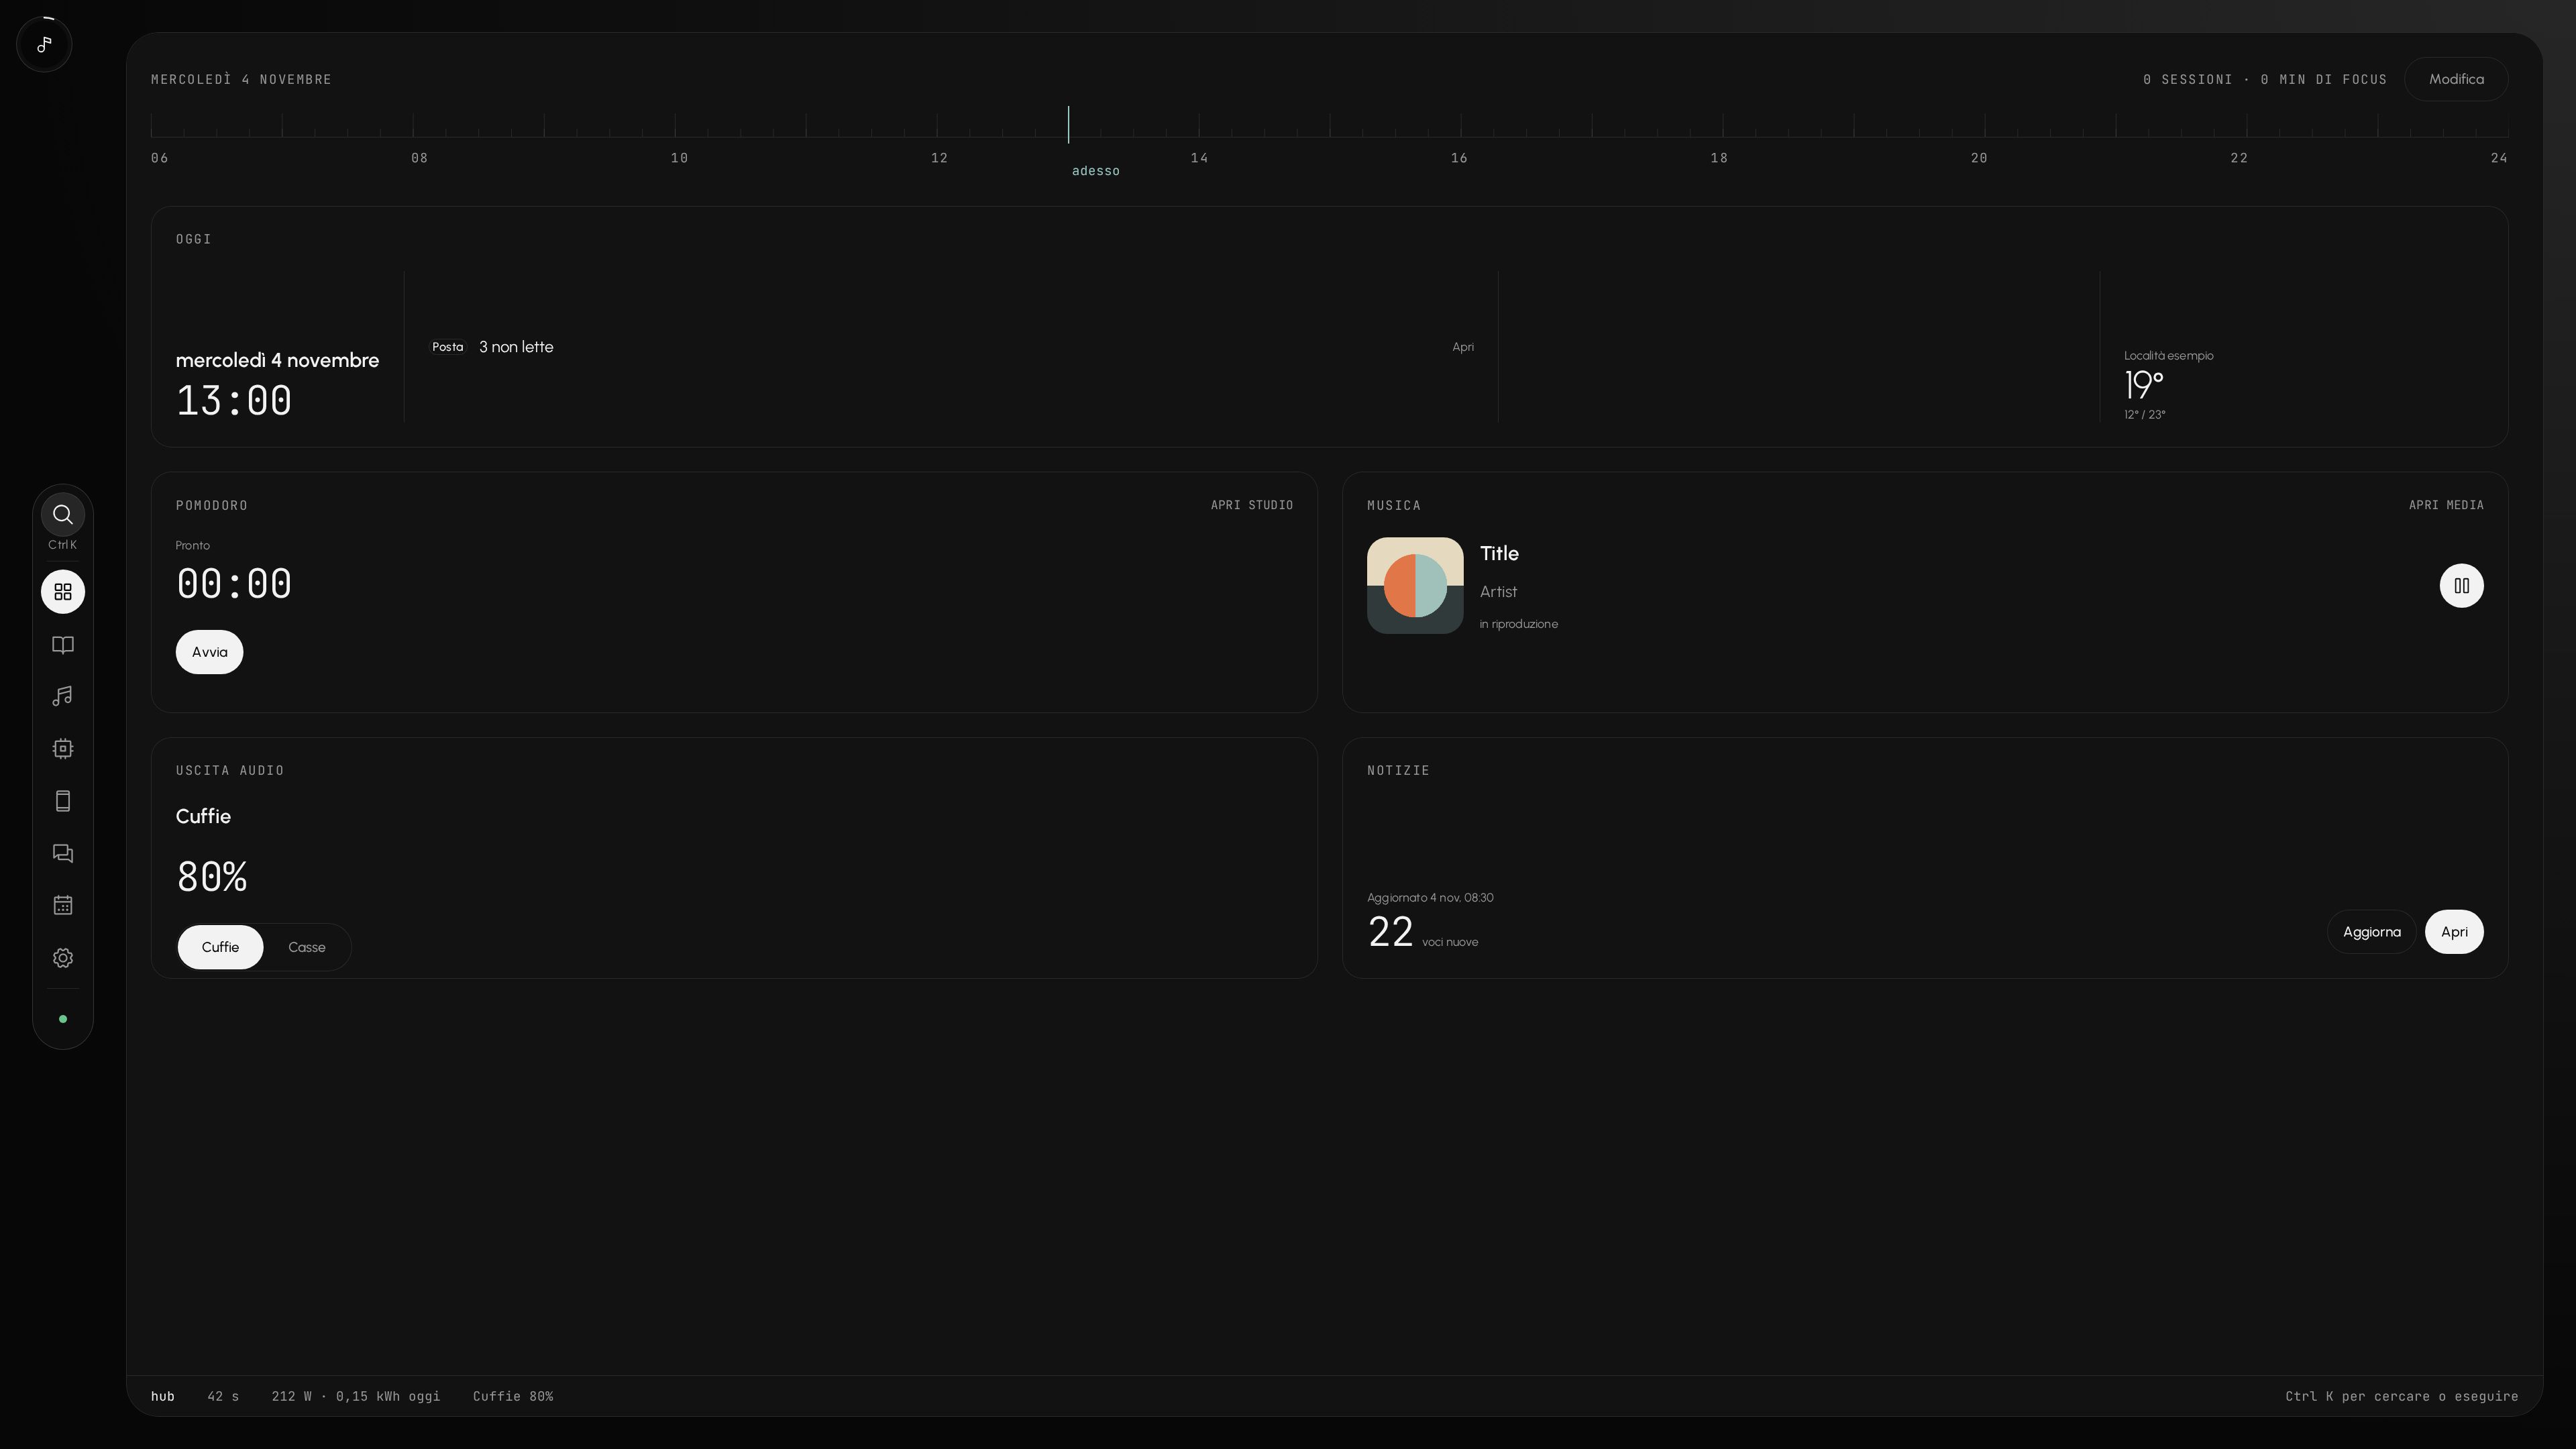 MERCOLEDÌ 4 NOVEMBRE
0 SESSIONI · 0 MIN DI FOCUS
Modifica
06 08 10 12 14 16 18 20 22 24
adesso
OGGI
mercoledì 4 novembre
13:00
Posta 3 non lette
Apri
Località esempio
19°
12° / 23°
Ctrl K
POMODORO
APRI STUDIO
Pronto
00:00
Avvia
MUSICA
APRI MEDIA
Title
Artist
in riproduzione
USCITA AUDIO
Cuffie
80%
Cuffie Casse
NOTIZIE
Aggiornato 4 nov, 08:30
22 voci nuove
Aggiorna Apri
hub 42 s 212 W · 0,15 kWh oggi Cuffie 80%
Ctrl K per cercare o eseguire